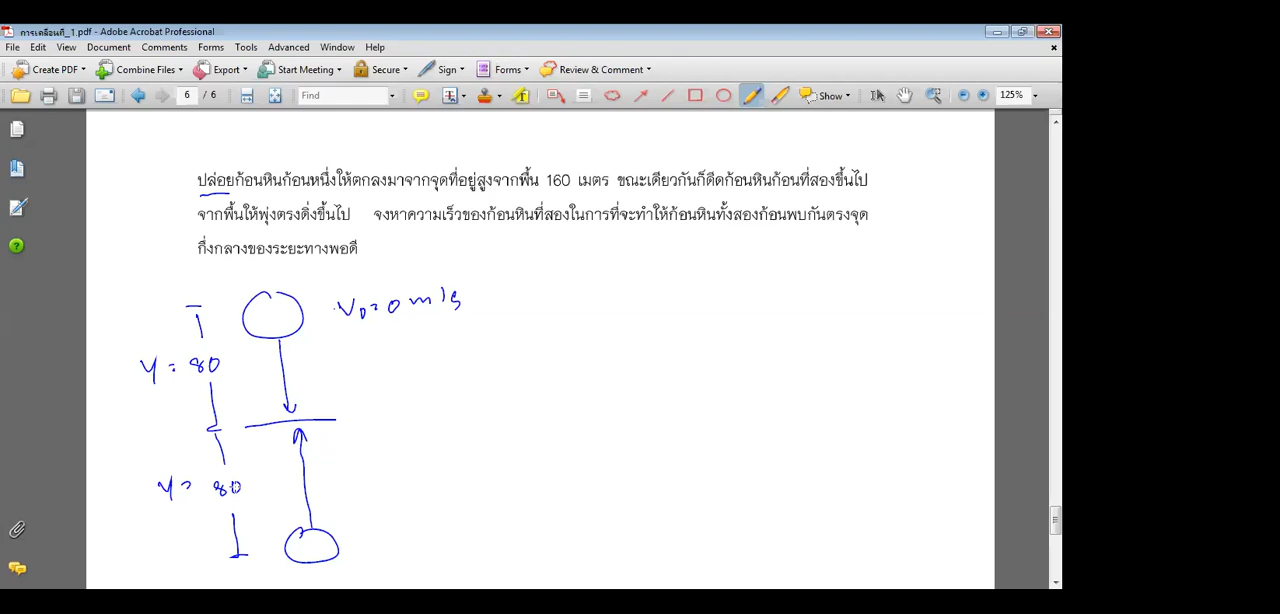 การเคลื่อนที่_1.pdf - Adobe Acrobat Professional
File Edit View Document Comments Forms Tools Advanced Window Help
Create PDF Combine Files Export Start Meeting Secure Sign Forms Review & Comment
6 / 6 Find Show 125%
ปล่อยก้อนหินก้อนหนึ่งให้ตกลงมาจากจุดที่อยู่สูงจากพื้น 160 เมตร ขณะเดียวกันก็ดีดก้อนหินก้อนที่สองขึ้นไป
จากพื้นให้พุ่งตรงดิ่งขึ้นไป จงหาความเร็วของก้อนหินที่สองในการที่จะทำให้ก้อนหินทั้งสองก้อนพบกันตรงจุด
กึ่งกลางของระยะทางพอดี
V₀ = 0 m/s
y = 80
y = 80